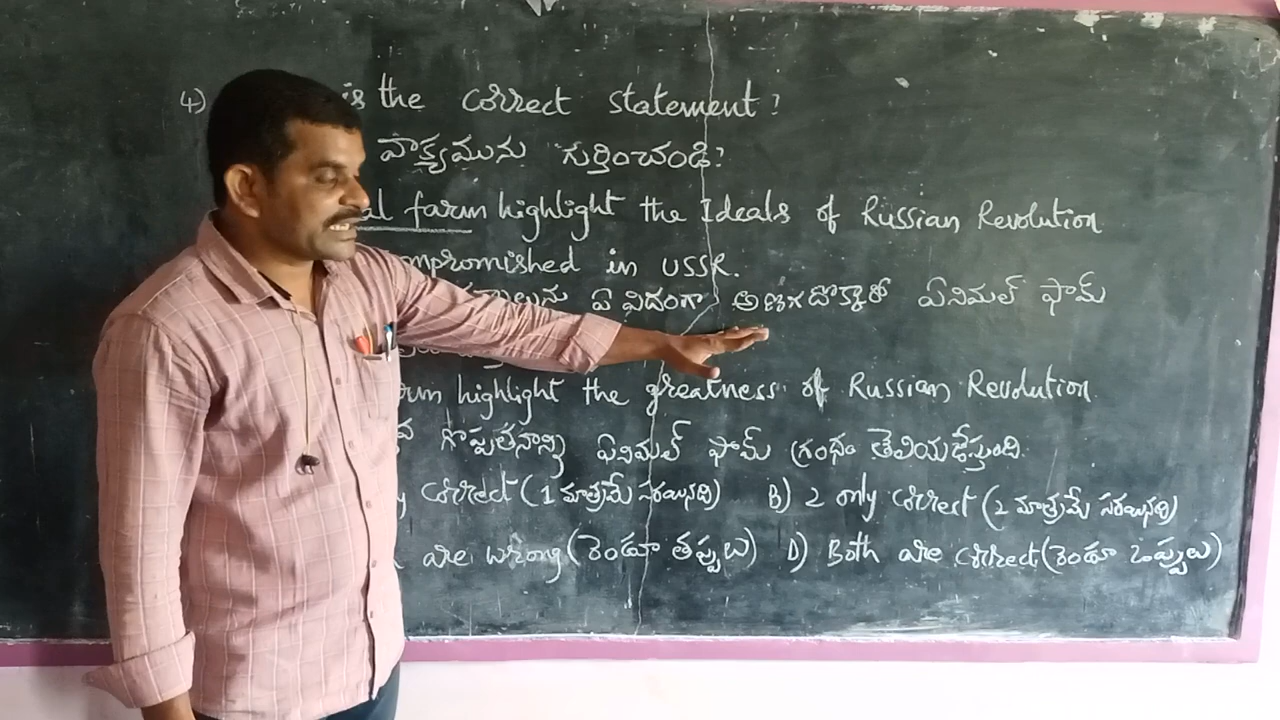 4) is the correct statement?
వాక్యమును గుర్తించండి?
al farm highlight the Ideals of Russian Revolution
ompromished in USSR.
ఏ విదంగా అణగదొక్కారో ఏనిమల్ ఫామ్
rm highlight the greatness of Russian Revolution
గొప్పతనాన్ని ఏనిమల్ ఫామ్ గ్రంధం తెలియజేస్తుంది.
y correct (1 మాత్రమే సరయినది) B) 2 only correct (2 మాత్రమే సరయినది)
are wrong (రెండూ తప్పులు) D) Both are correct (రెండూ ఒప్పులు)